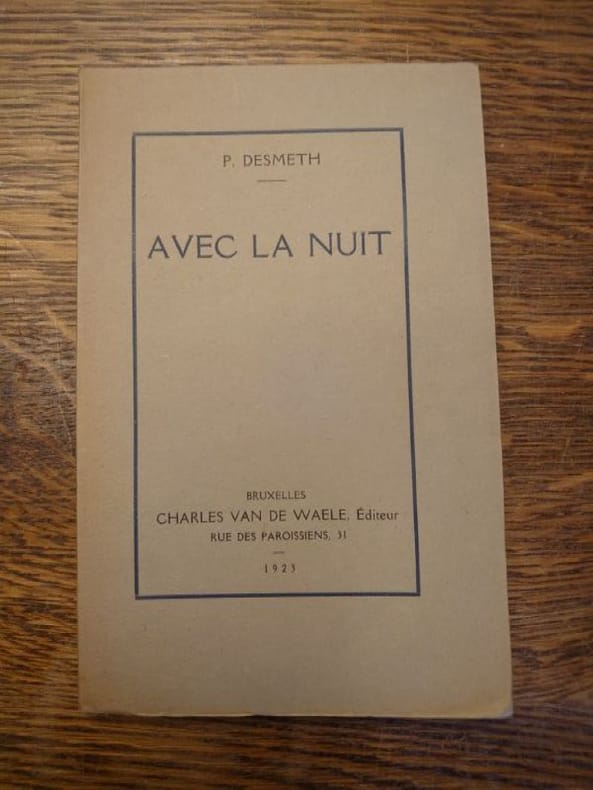 P. DESMETH
AVEC LA NUIT
BRUXELLES
CHARLES VAN DE WAELE, Éditeur
RUE DES PAROISSIENS, 31
1923